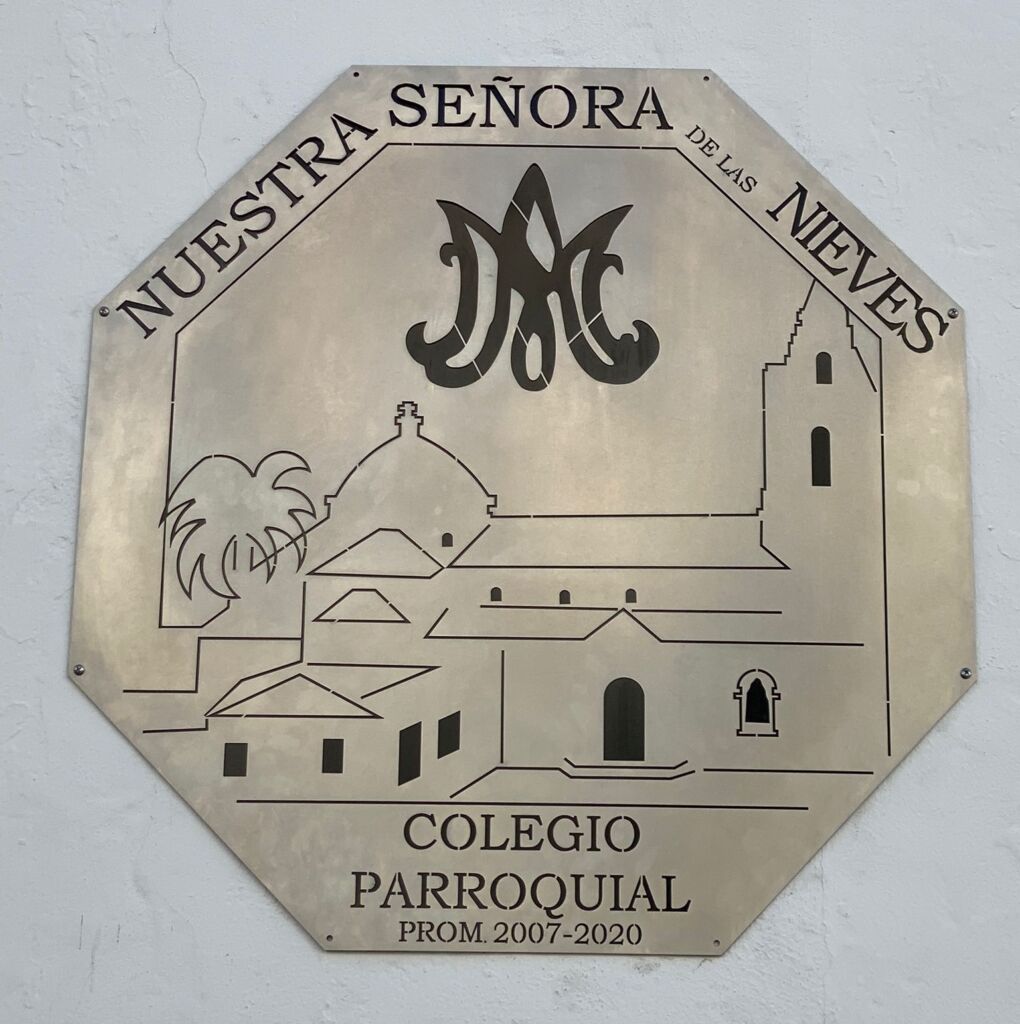 NUESTRA SEÑORA DE LAS NIEVES
COLEGIO
PARROQUIAL
PROM. 2007-2020